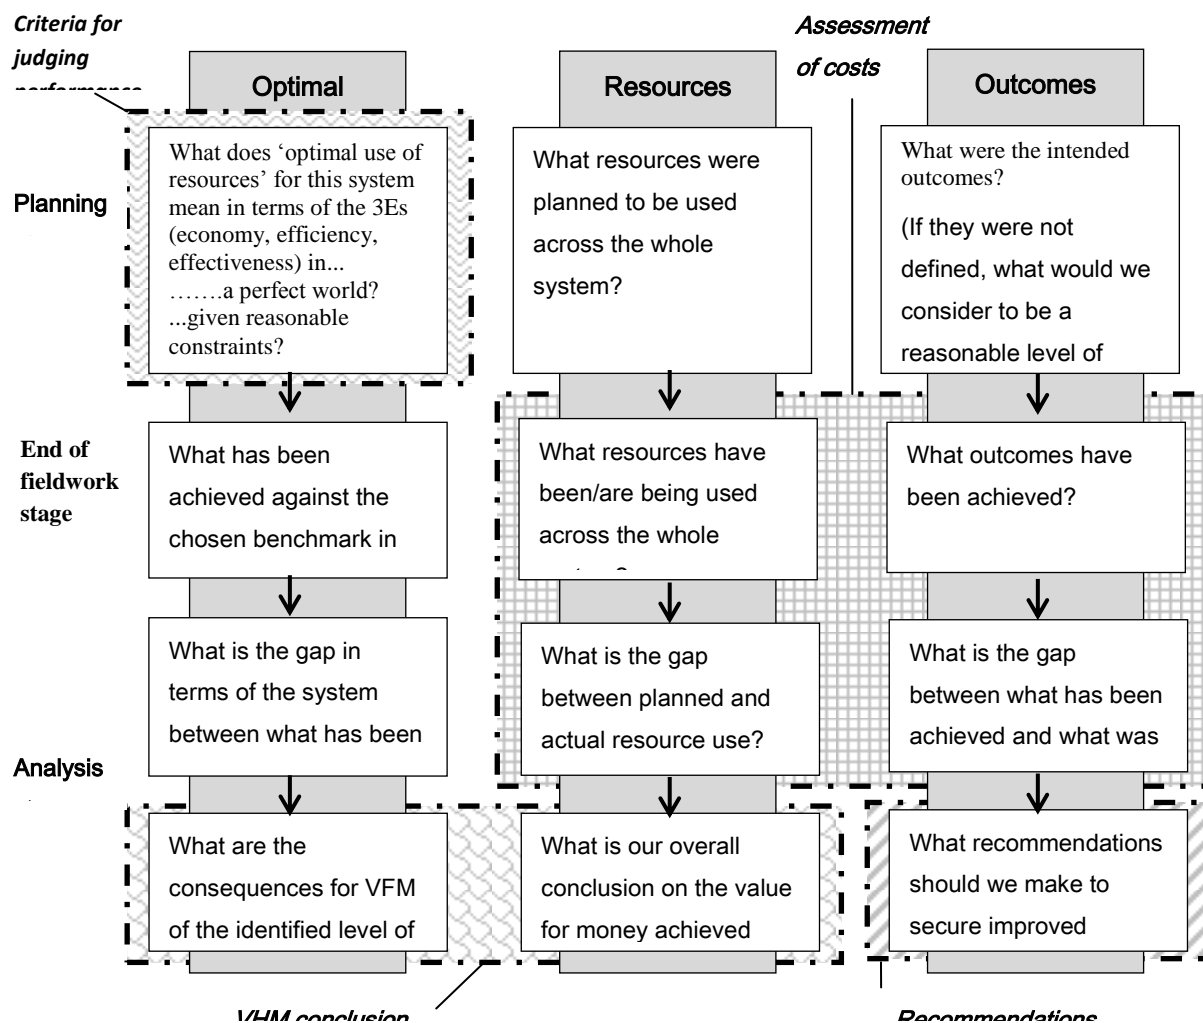 Criteria for
judging
performance
Assessment
of costs
Optimal
Resources
Outcomes
Planning
What does ‘optimal use of
resources’ for this system
mean in terms of the 3Es
(economy, efficiency,
effectiveness) in...
…….a perfect world?
...given reasonable
constraints?
What resources were
planned to be used
across the whole
system?
What were the intended
outcomes?
(If they were not
defined, what would we
consider to be a
reasonable level of
End of
fieldwork
stage
What has been
achieved against the
chosen benchmark in
What resources have
been/are being used
across the whole
What outcomes have
been achieved?
What is the gap in
terms of the system
between what has been
What is the gap
between planned and
actual resource use?
What is the gap
between what has been
achieved and what was
Analysis
What are the
consequences for VFM
of the identified level of
What is our overall
conclusion on the value
for money achieved
What recommendations
should we make to
secure improved
VHM conclusion
Recommendations